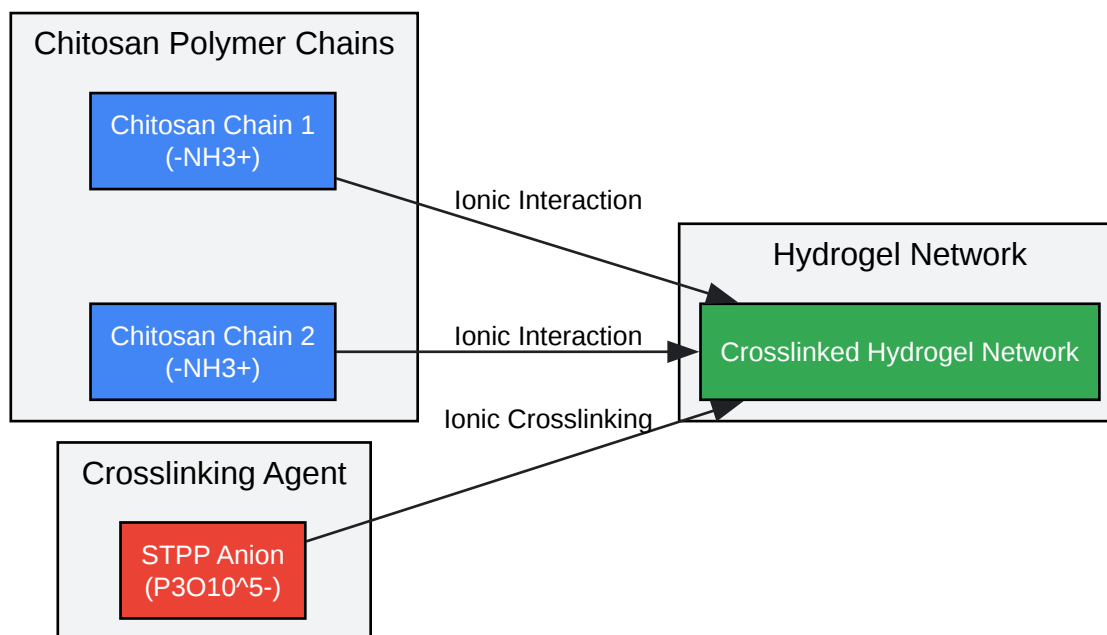 Chitosan Polymer Chains
Chitosan Chain 1
(-NH3+)
Ionic Interaction
Hydrogel Network
Chitosan Chain 2
(-NH3+)
Ionic Interaction
Crosslinked Hydrogel Network
Ionic Crosslinking
Crosslinking Agent
STPP Anion
(P3O10^5-)